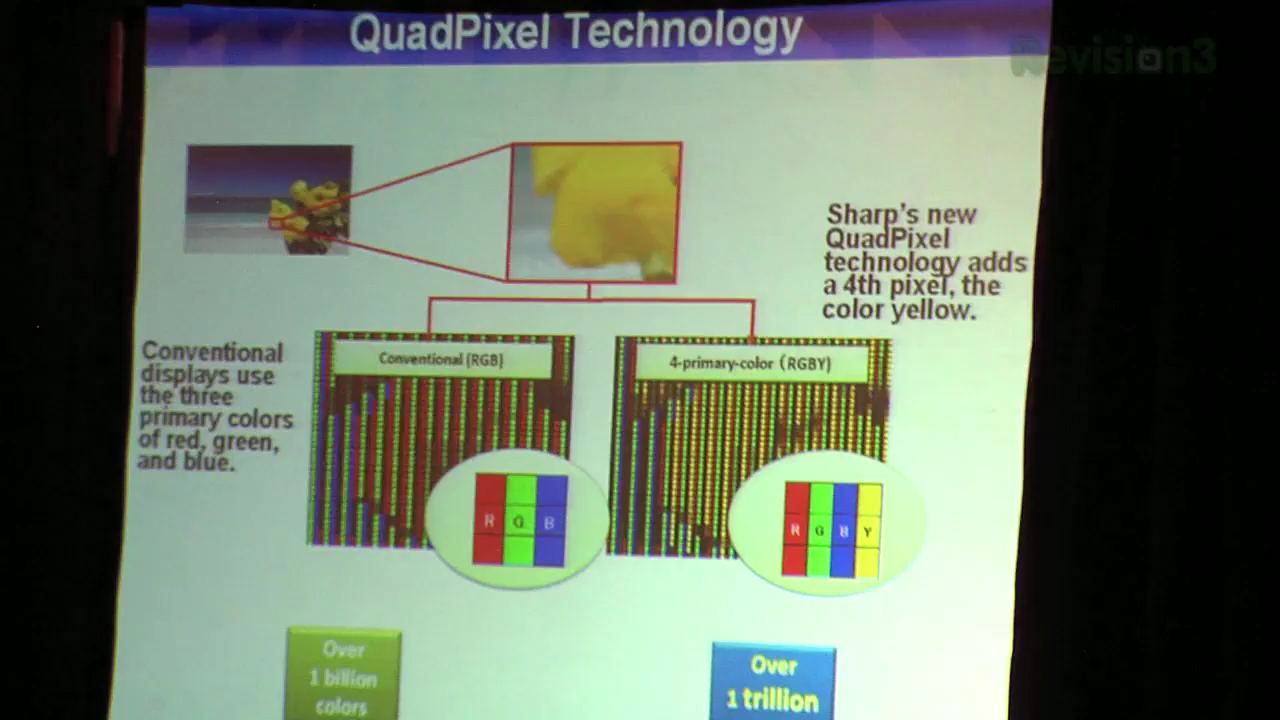 QuadPixel Technology
Revision3
Sharp's new
QuadPixel
technology adds
a 4th pixel, the
color yellow.
Conventional
displays use
the three
primary colors
of red, green,
and blue.
Conventional (RGB)
4-primary-color (RGBY)
R G B
R G B Y
Over
1 billion
colors
Over
1 trillion